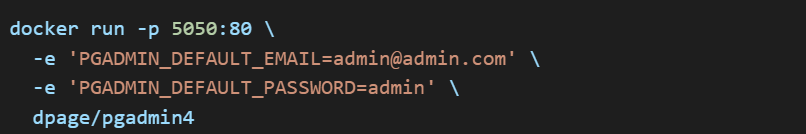 docker run -p 5050:80 \
  -e 'PGADMIN_DEFAULT_EMAIL=admin@admin.com' \
  -e 'PGADMIN_DEFAULT_PASSWORD=admin' \
  dpage/pgadmin4